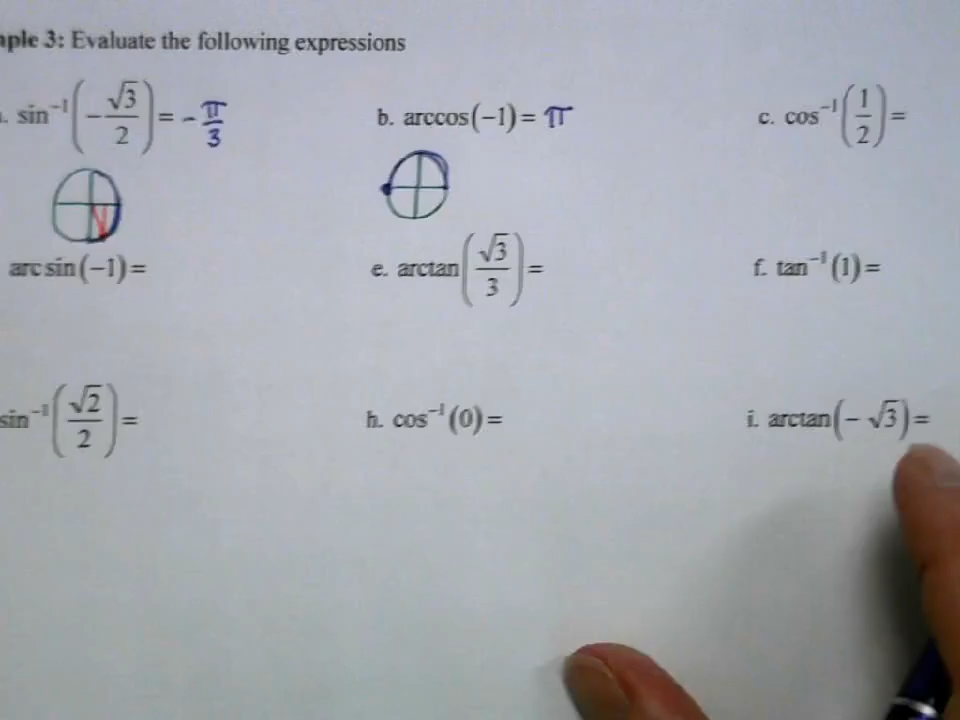 ple 3: Evaluate the following expressions
. sin⁻¹(-√3/2) = -π/3
b. arccos(-1) = π
c. cos⁻¹(1/2) =
arcsin(-1) =
e. arctan(√3/3) =
f. tan⁻¹(1) =
sin⁻¹(√2/2) =
h. cos⁻¹(0) =
i. arctan(-√3) =